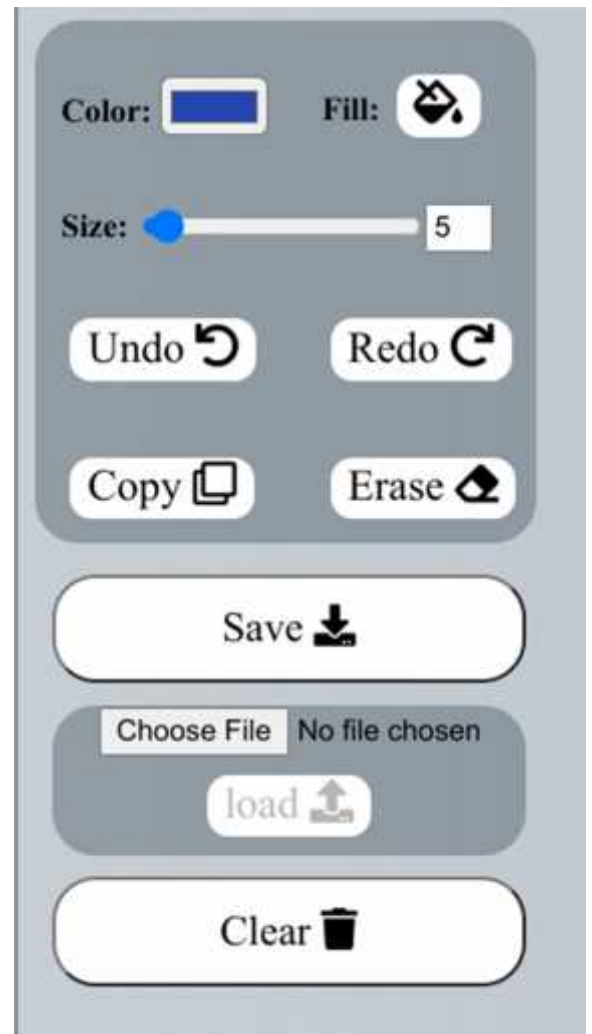 Color: Fill:
Size: 5
Undo Redo
Copy Erase
Save
Choose File No file chosen
load
Clear